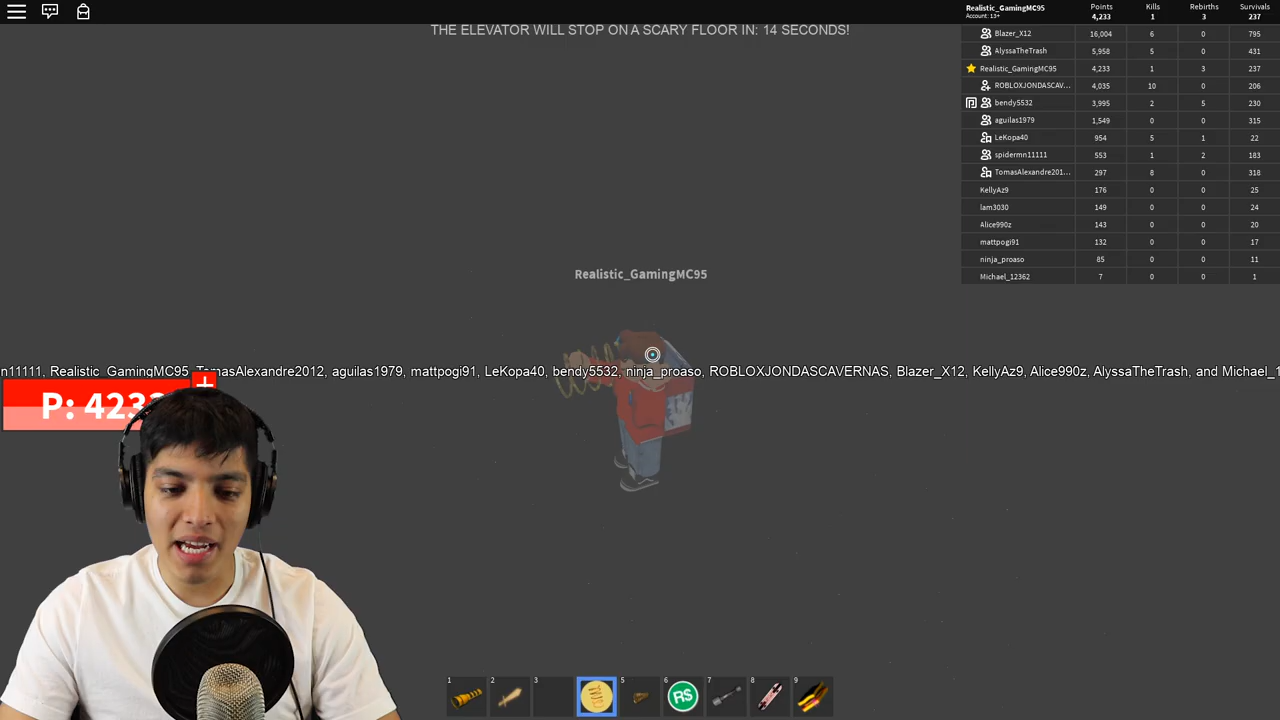 Realistic_GamingMC95
Account: 13+
Points
4,233
Kills
1
Rebirths
3
Survivals
237
THE ELEVATOR WILL STOP ON A SCARY FLOOR IN: 14 SECONDS!
Blazer_X12 16,004 6 0 795
AlyssaTheTrash 5,958 5 0 431
Realistic_GamingMC95 4,233 1 3 237
ROBLOXJONDASCAV... 4,035 10 0 206
bendy5532 3,995 2 5 230
aguilas1979 1,549 0 0 315
LeKopa40 954 5 1 22
spidermn11111 553 1 2 183
TomasAlexandre201... 297 8 0 318
KellyAz9 176 0 0 25
lam3030 149 0 0 24
Alice990z 143 0 0 20
mattpogi91 132 0 0 17
ninja_proaso 85 0 0 11
Michael_12362 7 0 0 1
Realistic_GamingMC95
n11111, Realistic_GamingMC95, TomasAlexandre2012, aguilas1979, mattpogi91, LeKopa40, bendy5532, ninja_proaso, ROBLOXJONDASCAVERNAS, Blazer_X12, KellyAz9, Alice990z, AlyssaTheTrash, and Michael_1
+
P: 4233
1 2 3 5 6 7 8 9
RS